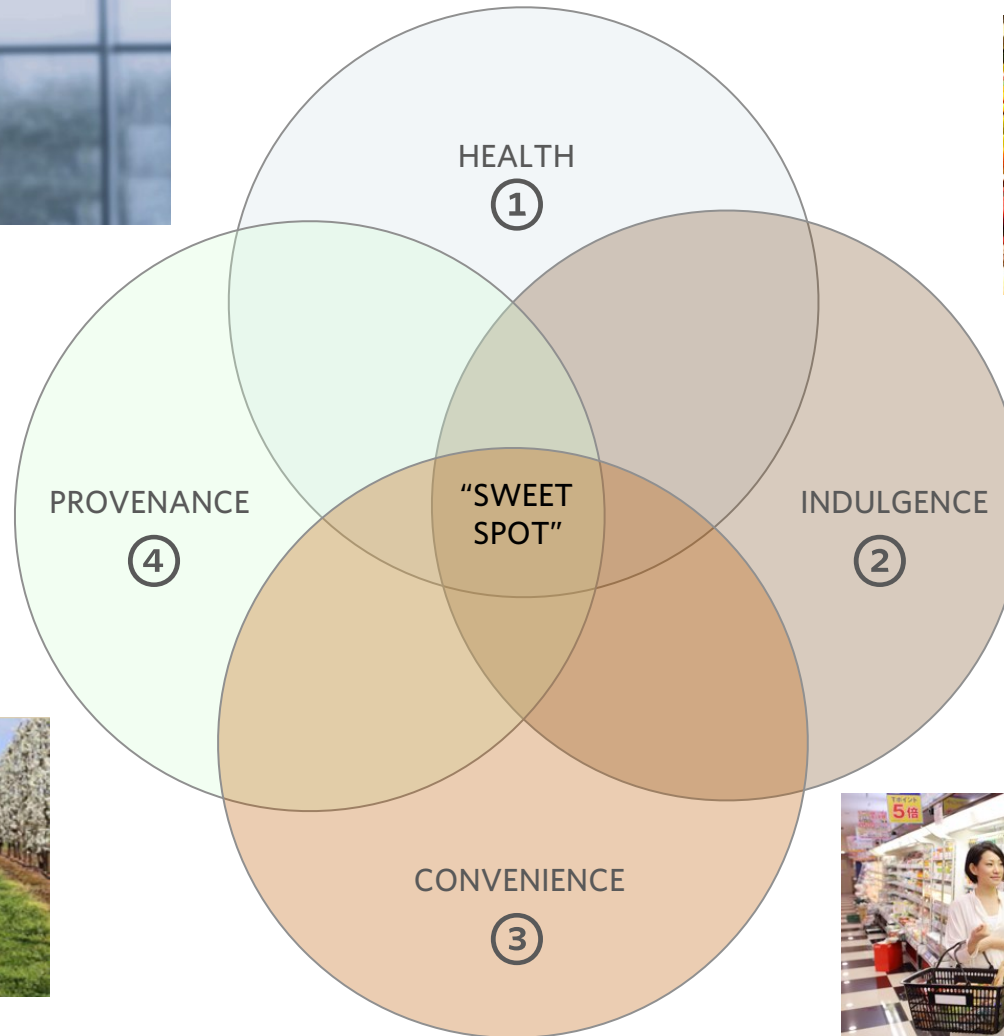 HEALTH
1
PROVENANCE
4
"SWEET
SPOT"
INDULGENCE
2
CONVENIENCE
3
5倍